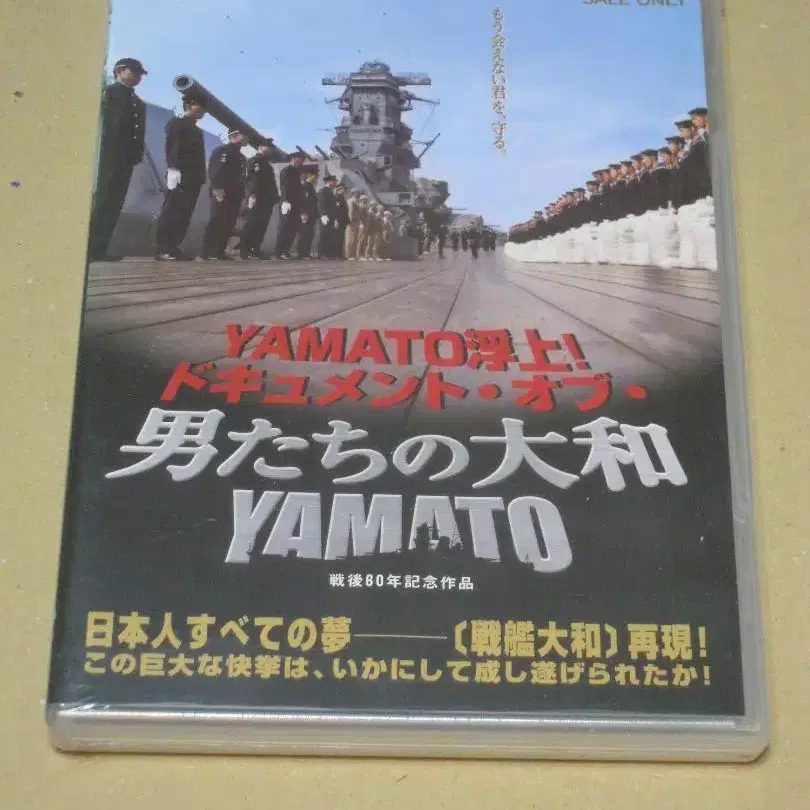 SALE ONLY
もう会えない君を、守る。
YAMATO浮上!
ドキュメント・オブ・
男たちの大和
YAMATO
戦後60年記念作品
日本人すべての夢――〔戦艦大和〕再現!
この巨大な快挙は、いかにして成し遂げられたか!